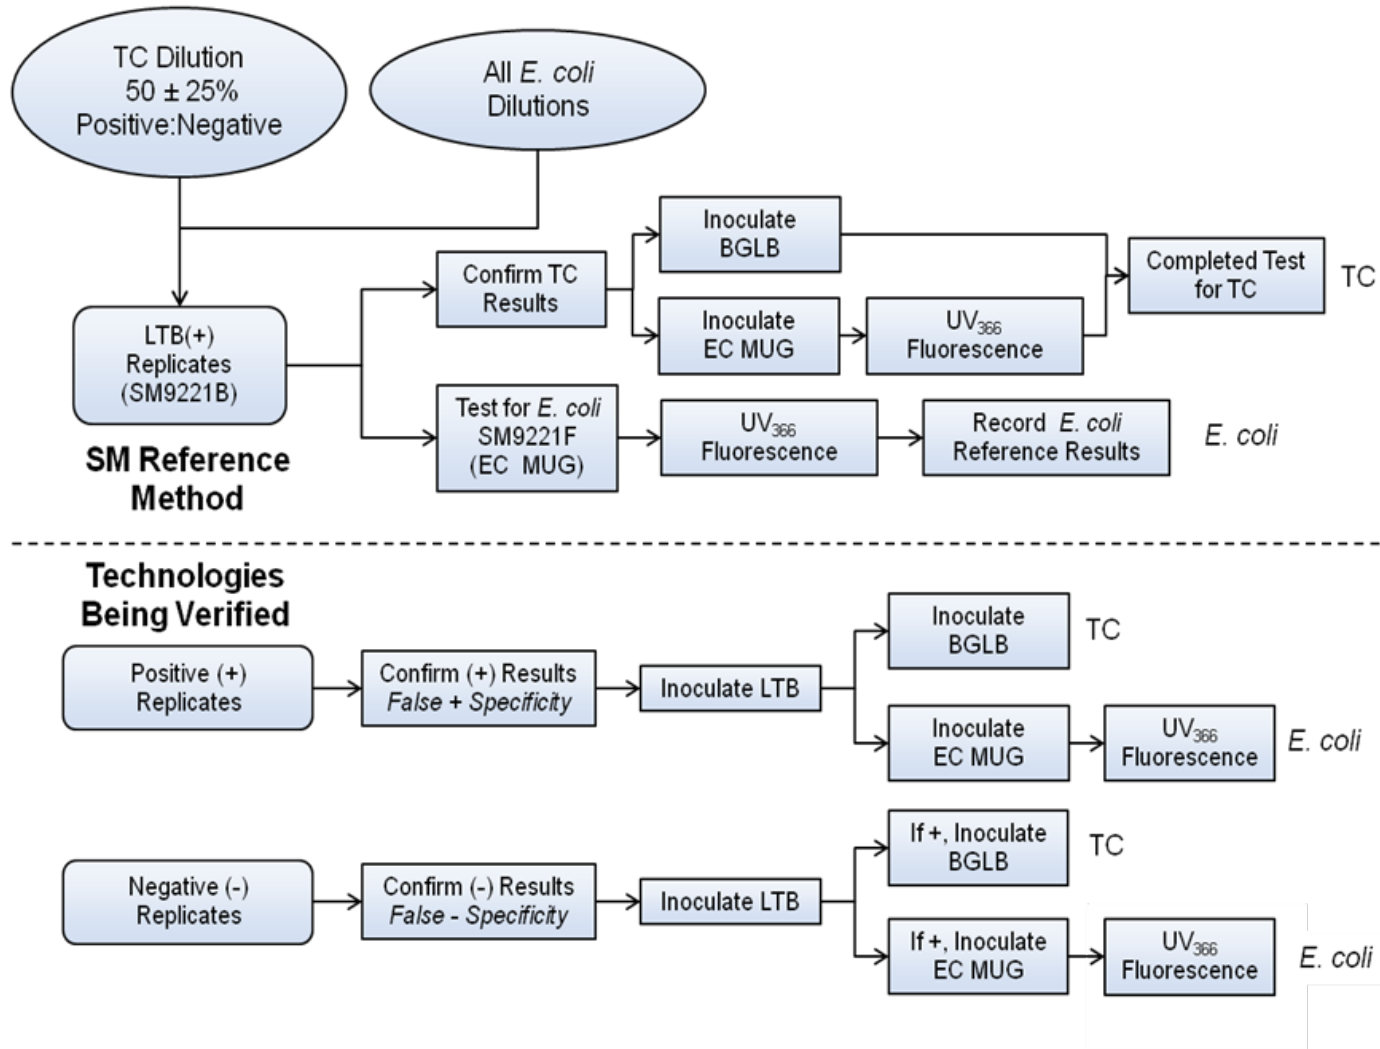 TC Dilution
50 ± 25%
Positive:Negative
All E. coli
Dilutions
LTB(+)
Replicates
(SM9221B)
SM Reference
Method
Confirm TC
Results
Inoculate
BGLB
Inoculate
EC MUG
UV366
Fluorescence
Completed Test
for TC
TC
Test for E. coli
SM9221F
(EC MUG)
UV366
Fluorescence
Record E. coli
Reference Results
E. coli
Technologies
Being Verified
Positive (+)
Replicates
Confirm (+) Results
False + Specificity
Inoculate LTB
Inoculate
BGLB
TC
Inoculate
EC MUG
UV366
Fluorescence
E. coli
Negative (-)
Replicates
Confirm (-) Results
False - Specificity
Inoculate LTB
If +, Inoculate
BGLB
TC
If +, Inoculate
EC MUG
UV366
Fluorescence
E. coli